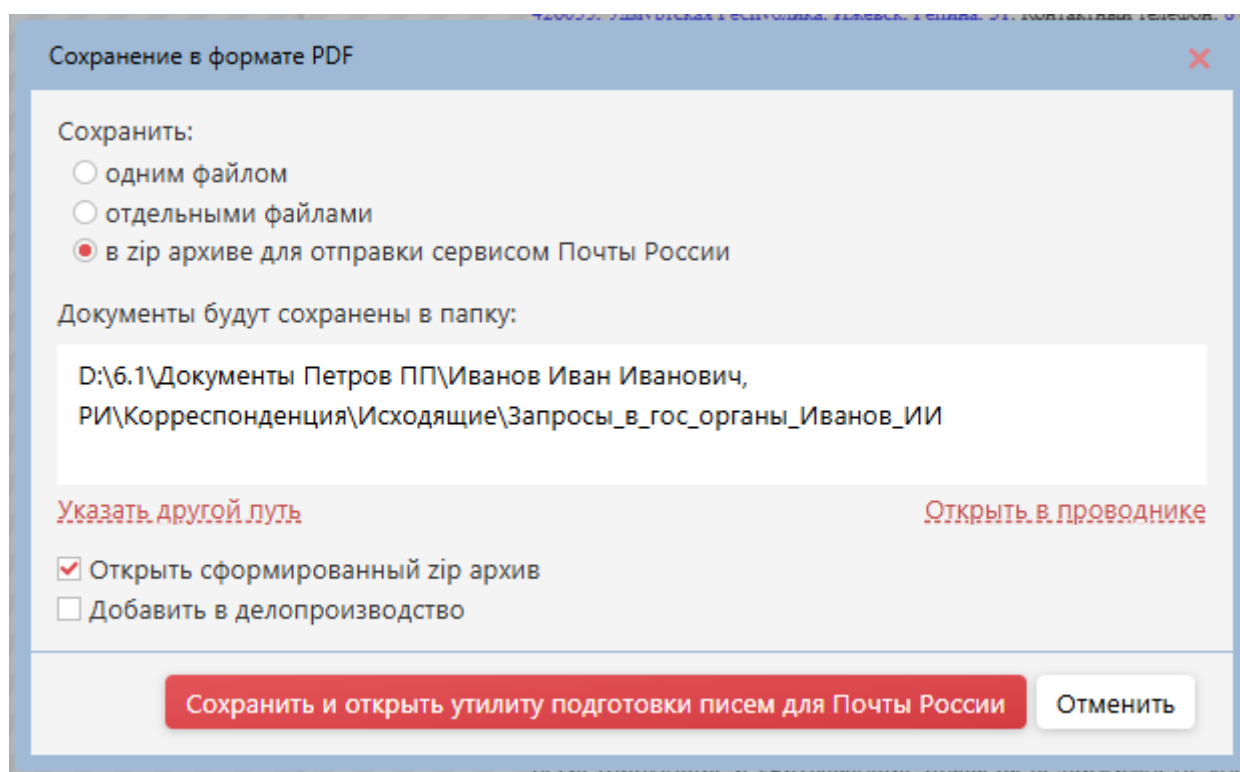 Сохранение в формате PDF
Сохранить:
одним файлом
отдельными файлами
в zip архиве для отправки сервисом Почты России
Документы будут сохранены в папку:
D:\6.1\Документы Петров ПП\Иванов Иван Иванович,
РИ\Корреспонденция\Исходящие\Запросы_в_гос_органы_Иванов_ИИ
Указать другой путь Открыть в проводнике
Открыть сформированный zip архив
Добавить в делопроизводство
Сохранить и открыть утилиту подготовки писем для Почты России Отменить